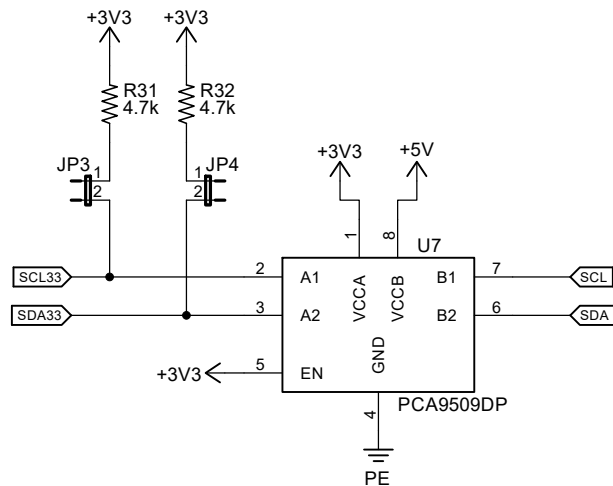 +3V3
+3V3
R31
4.7k
R32
4.7k
JP3
1
2
JP4
1
2
+3V3
+5V
1
8
U7
SCL33
2
A1
VCCA
VCCB
B1
7
SCL
SDA33
3
A2
B2
6
SDA
GND
+3V3
5
EN
4
PCA9509DP
PE